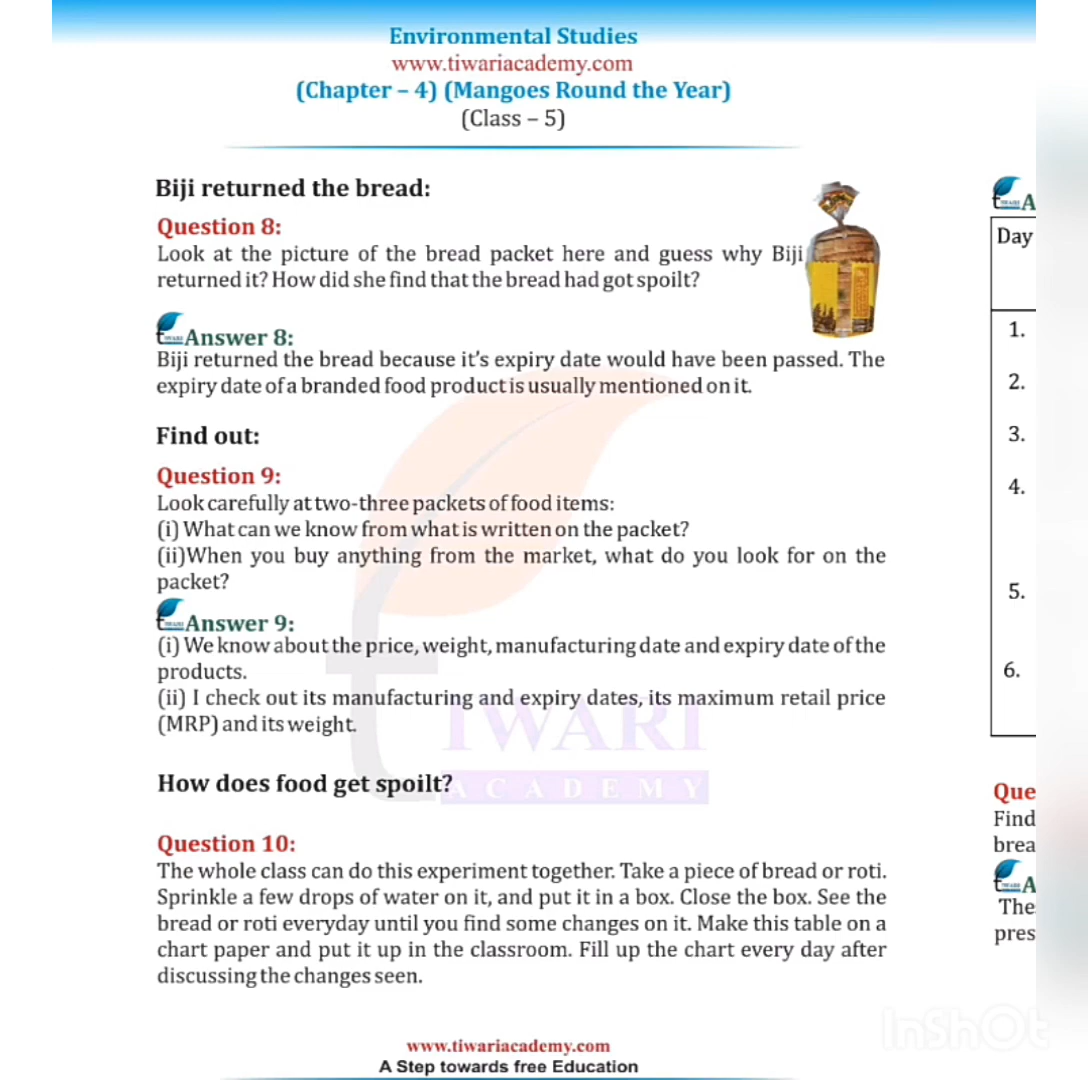 Environmental Studies
www.tiwariacademy.com
(Chapter – 4) (Mangoes Round the Year)
(Class – 5)
Biji returned the bread:
Question 8:
Look at the picture of the bread packet here and guess why Biji
returned it? How did she find that the bread had got spoilt?
Answer 8:
Biji returned the bread because it's expiry date would have been passed. The
expiry date of a branded food product is usually mentioned on it.
Find out:
Question 9:
Look carefully at two-three packets of food items:
(i) What can we know from what is written on the packet?
(ii)When you buy anything from the market, what do you look for on the
packet?
Answer 9:
(i) We know about the price, weight, manufacturing date and expiry date of the
products.
(ii) I check out its manufacturing and expiry dates, its maximum retail price
(MRP) and its weight.
IWARI
ACADEMY
How does food get spoilt?
Question 10:
The whole class can do this experiment together. Take a piece of bread or roti.
Sprinkle a few drops of water on it, and put it in a box. Close the box. See the
bread or roti everyday until you find some changes on it. Make this table on a
chart paper and put it up in the classroom. Fill up the chart every day after
discussing the changes seen.
www.tiwariacademy.com
A Step towards free Education
A
Day
1.
2.
3.
4.
5.
6.
Que
Find
brea
A
The
pres
InShOt